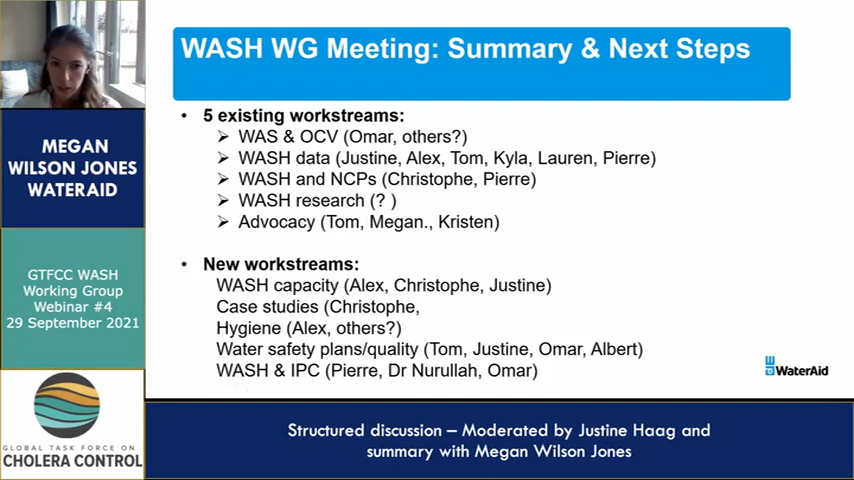 WASH WG Meeting: Summary & Next Steps
• 5 existing workstreams:
➢ WAS & OCV (Omar, others?)
➢ WASH data (Justine, Alex, Tom, Kyla, Lauren, Pierre)
➢ WASH and NCPs (Christophe, Pierre)
➢ WASH research (? )
➢ Advocacy (Tom, Megan., Kristen)
• New workstreams:
WASH capacity (Alex, Christophe, Justine)
Case studies (Christophe,
Hygiene (Alex, others?)
Water safety plans/quality (Tom, Justine, Omar, Albert)
WASH & IPC (Pierre, Dr Nurullah, Omar)
WaterAid
MEGAN
WILSON JONES
WATERAID
GTFCC WASH
Working Group
Webinar #4
29 September 2021
GLOBAL TASK FORCE ON
CHOLERA CONTROL
Structured discussion – Moderated by Justine Haag and
summary with Megan Wilson Jones